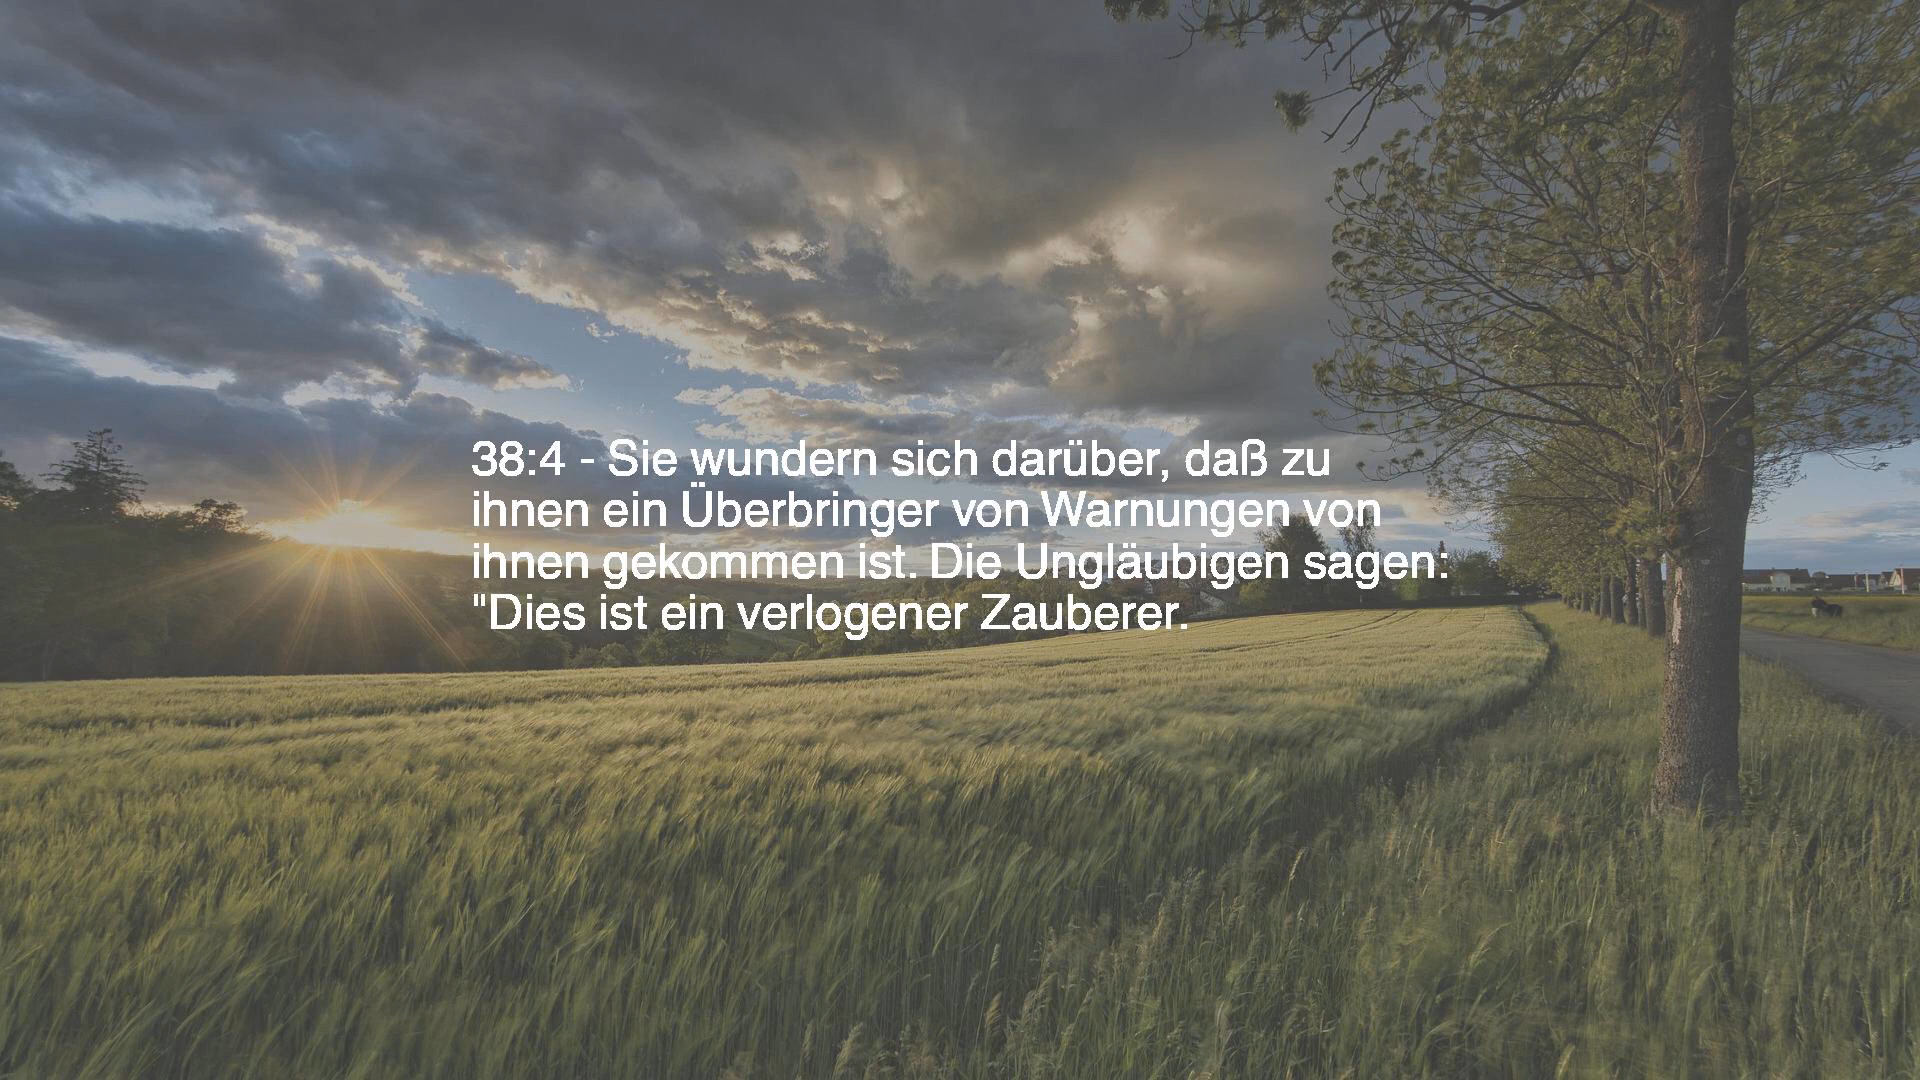 38:4 - Sie wundern sich darüber, daß zu
ihnen ein Überbringer von Warnungen von
ihnen gekommen ist. Die Ungläubigen sagen:
"Dies ist ein verlogener Zauberer.